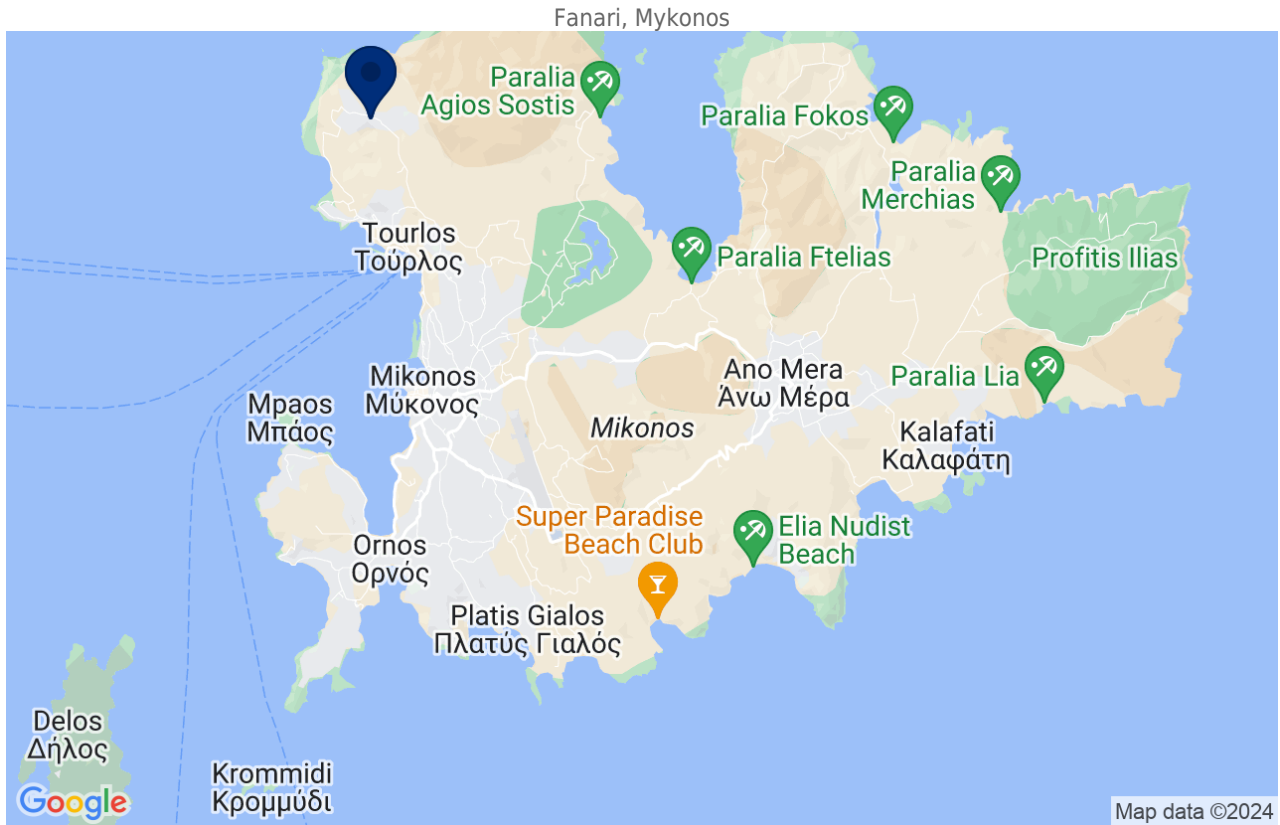 Fanari, Mykonos
Paralia
Agios Sostis
Paralia Fokos
Paralia
Merchias
Tourlos
Τούρλος
Paralia Ftelias
Profitis Ilias
Mikonos
Μύκονος
Ano Mera
Άνω Μέρα
Paralia Lia
Mpaos
Μπάος
Mikonos
Kalafati
Καλαφάτη
Super Paradise
Beach Club
Elia Nudist
Beach
Ornos
Ορνός
Platis Gialos
Πλατύς Γιαλός
Delos
Δήλος
Krommidi
Κρομμύδι
Google
Map data ©2024